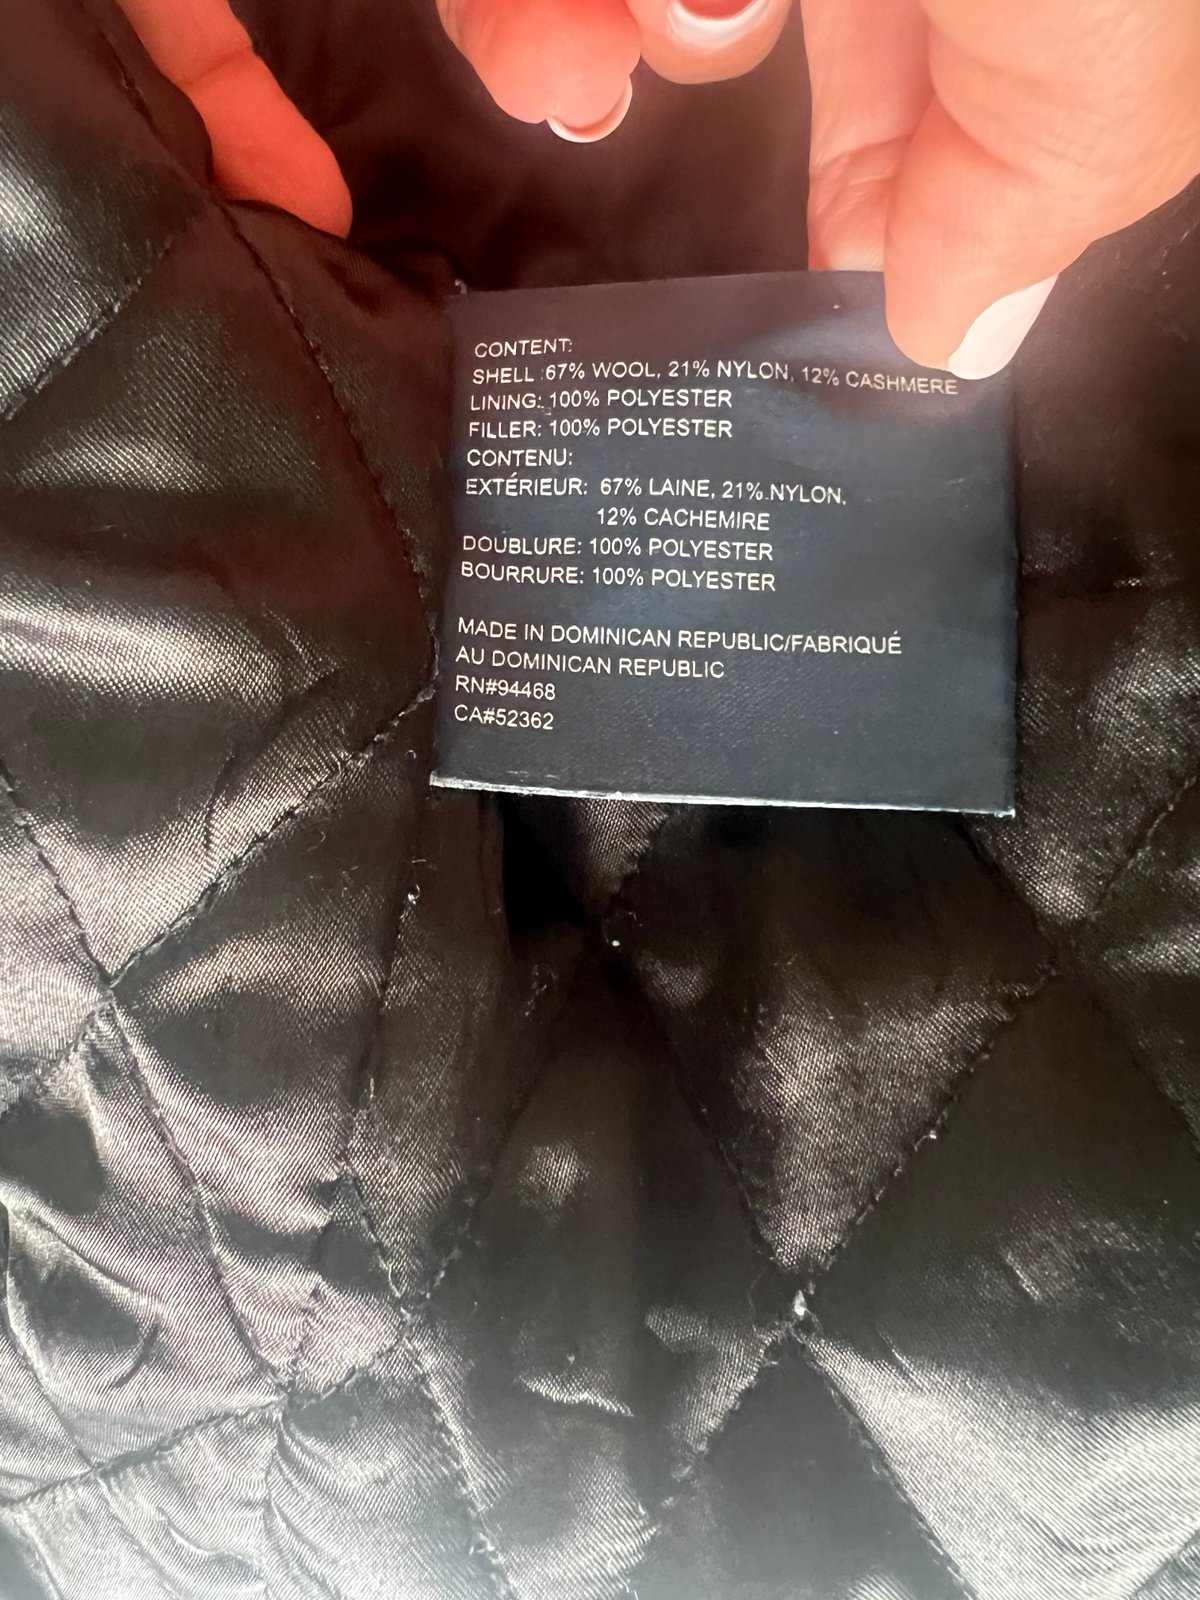 CONTENT:
SHELL :67% WOOL, 21% NYLON, 12% CASHMERE
LINING: 100% POLYESTER
FILLER: 100% POLYESTER
CONTENU:
EXTÉRIEUR: 67% LAINE, 21% NYLON,
12% CACHEMIRE
DOUBLURE: 100% POLYESTER
BOURRURE: 100% POLYESTER
MADE IN DOMINICAN REPUBLIC/FABRIQUÉ
AU DOMINICAN REPUBLIC
RN#94468
CA#52362